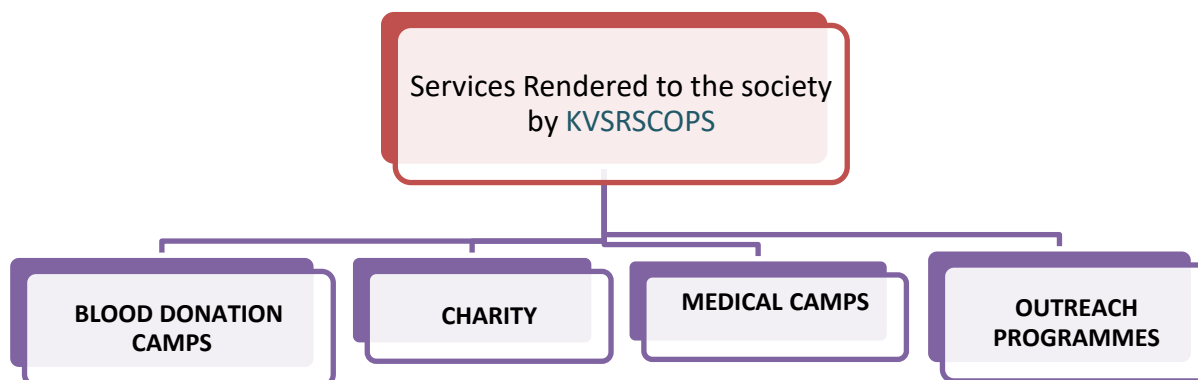 Services Rendered to the society
by KVSRSCOPS
BLOOD DONATION
CAMPS
CHARITY
MEDICAL CAMPS
OUTREACH
PROGRAMMES